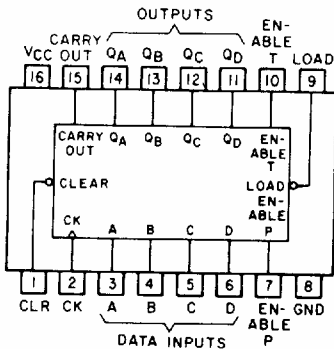 OUTPUTS
EN-
CARRY ABLE
VCC OUT QA QB QC QD T LOAD
16 15 14 13 12 11 10 9
CARRY QA QB QC QD EN-
OUT ABLE
T
CLEAR LOAD
EN-
CK ABLE
A B C D P
1 2 3 4 5 6 7 8
CLR CK A B C D EN- GND
ABLE
DATA INPUTS P